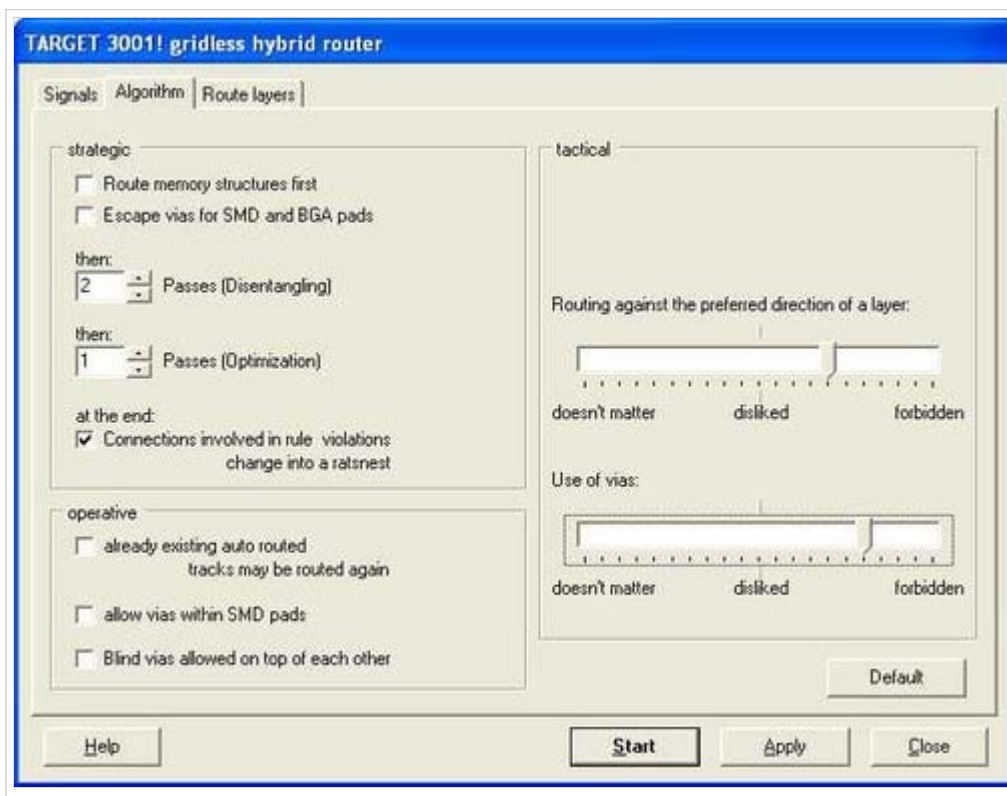 TARGET 3001! gridless hybrid router
Signals Algorithm Route layers
strategic
Route memory structures first
Escape vias for SMD and BGA pads
then:
2 Passes (Disentangling)
then:
1 Passes (Optimization)
at the end:
Connections involved in rule violations
change into a ratsnest
operative
already existing auto routed
tracks may be routed again
allow vias within SMD pads
Blind vias allowed on top of each other
tactical
Routing against the preferred direction of a layer:
doesn't matter disliked forbidden
Use of vias:
doesn't matter disliked forbidden
Default
Help Start Apply Close